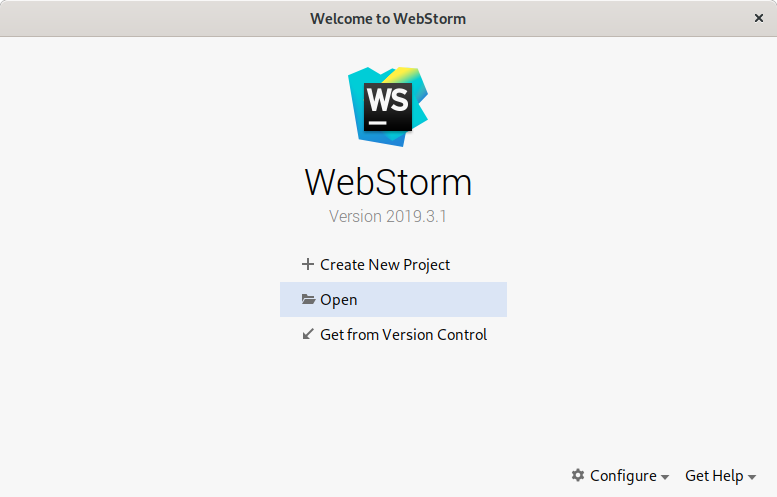 Welcome to WebStorm
WS
WebStorm
Version 2019.3.1
Create New Project
Open
Get from Version Control
Configure Get Help